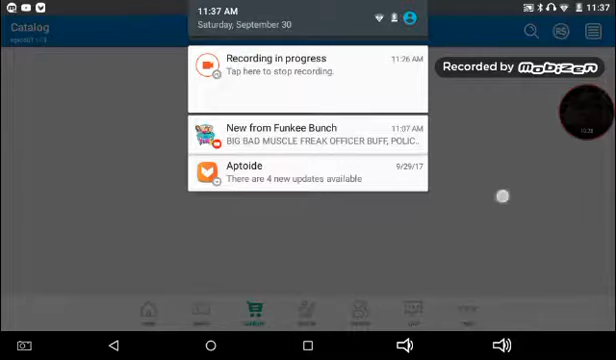 11:37
Catalog
11:37 AM
Saturday, September 30
R$
Recording in progress
11:26 AM
Tap here to stop recording.
Recorded by mobizen
New from Funkee Bunch
11:07 AM
BIG BAD MUSCLE FREAK OFFICER BUFF, POLIC..
Aptoide
9/29/17
There are 4 new updates available